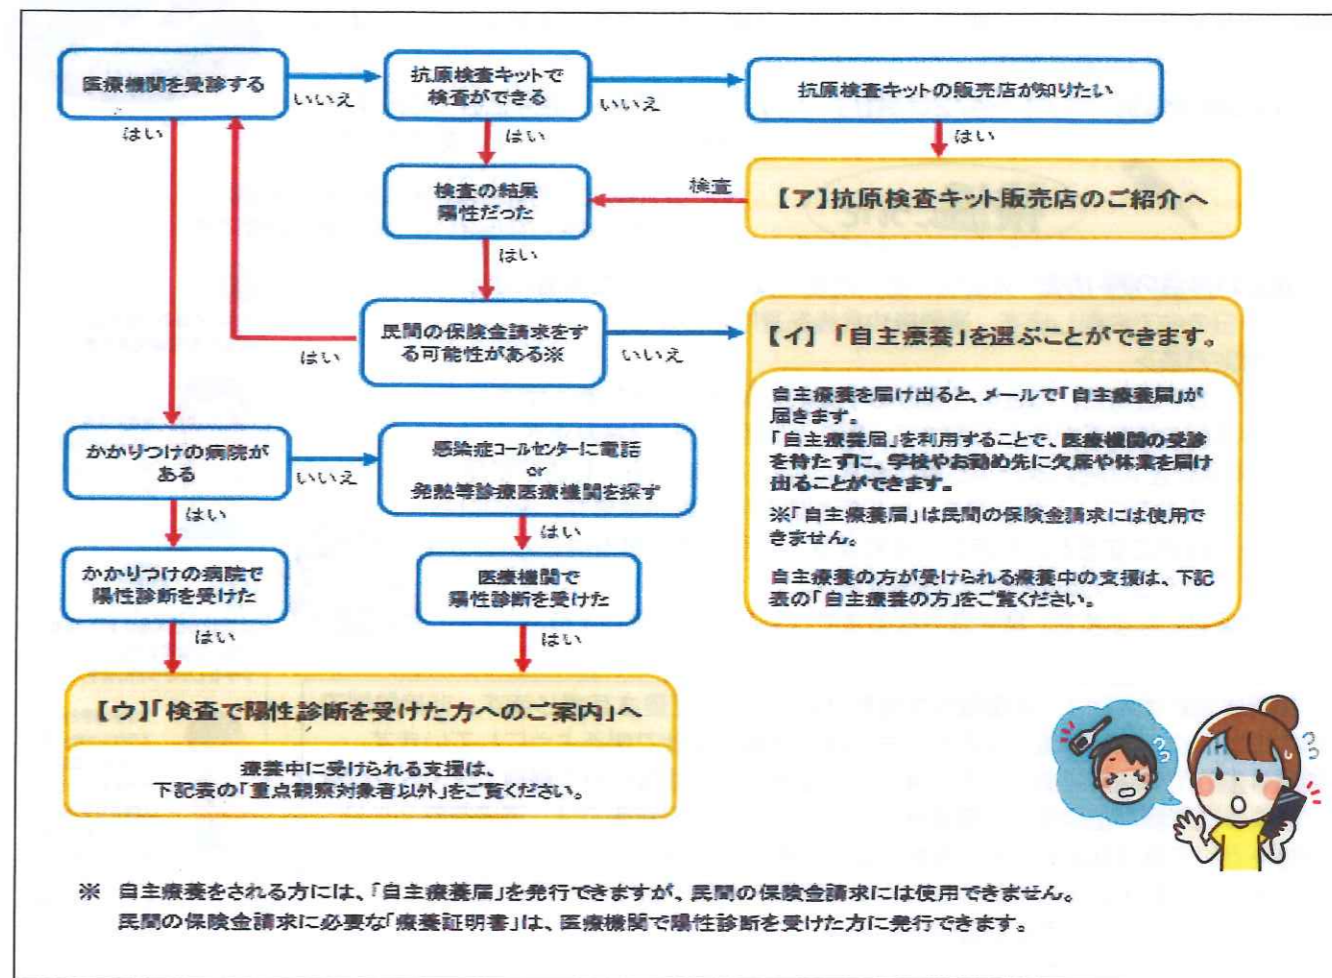 医療機関を受診する
いいえ
抗原検査キットで
検査ができる
いいえ
抗原検査キットの販売店が知りたい
はい
はい
はい
検査の結果
陽性だった
検査
【ア】抗原検査キット販売店のご紹介へ
はい
民間の保険金請求をす
る可能性がある※
はい
いいえ
【イ】「自主療養」を選ぶことができます。
自主療養を届け出ると、メールで『自主療養届』が
届きます。
「自主療養届」を利用することで、医療機関の受診
を待たずに、学校やお勤め先に欠席や休業を届け
出ることができます。
※「自主療養届」は民間の保険金請求には使用で
きません。
自主療養の方が受けられる療養中の支援は、下記
表の「自主療養の方」をご覧ください。
かかりつけの病院が
ある
いいえ
感染症コールセンターに電話
or
発熱等診療医療機関を探す
はい
はい
かかりつけの病院で
陽性診断を受けた
医療機関で
陽性診断を受けた
はい
はい
【ウ】「検査で陽性診断を受けた方へのご案内」へ
療養中に受けられる支援は、
下記表の「重点観察対象者以外」をご覧ください。
※ 自主療養をされる方には、「自主療養届」を発行できますが、民間の保険金請求には使用できません。
民間の保険金請求に必要な「療養証明書」は、医療機関で陽性診断を受けた方に発行できます。